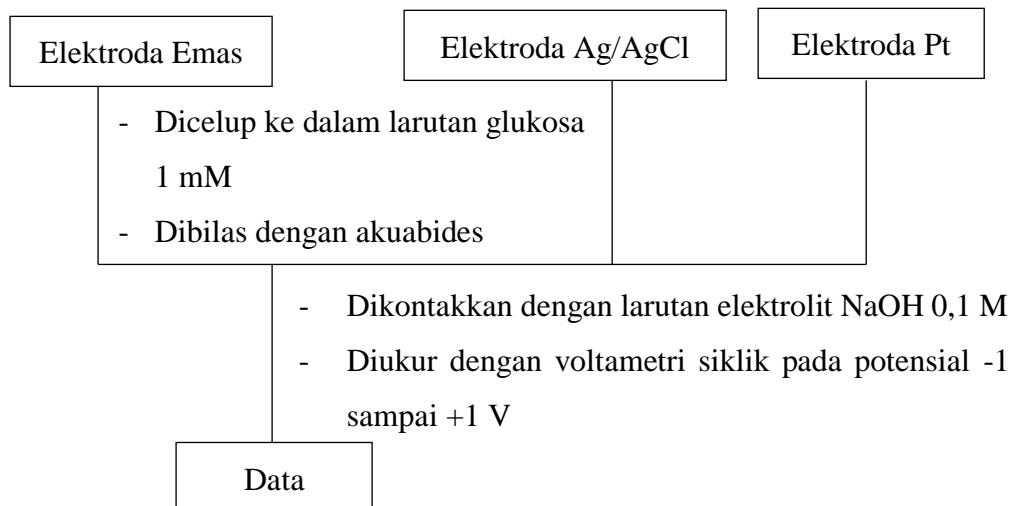 Elektroda Emas
Elektroda Ag/AgCl
Elektroda Pt
- Dicelup ke dalam larutan glukosa
1 mM
- Dibilas dengan akuabides
- Dikontakkan dengan larutan elektrolit NaOH 0,1 M
- Diukur dengan voltametri siklik pada potensial -1
sampai +1 V
Data